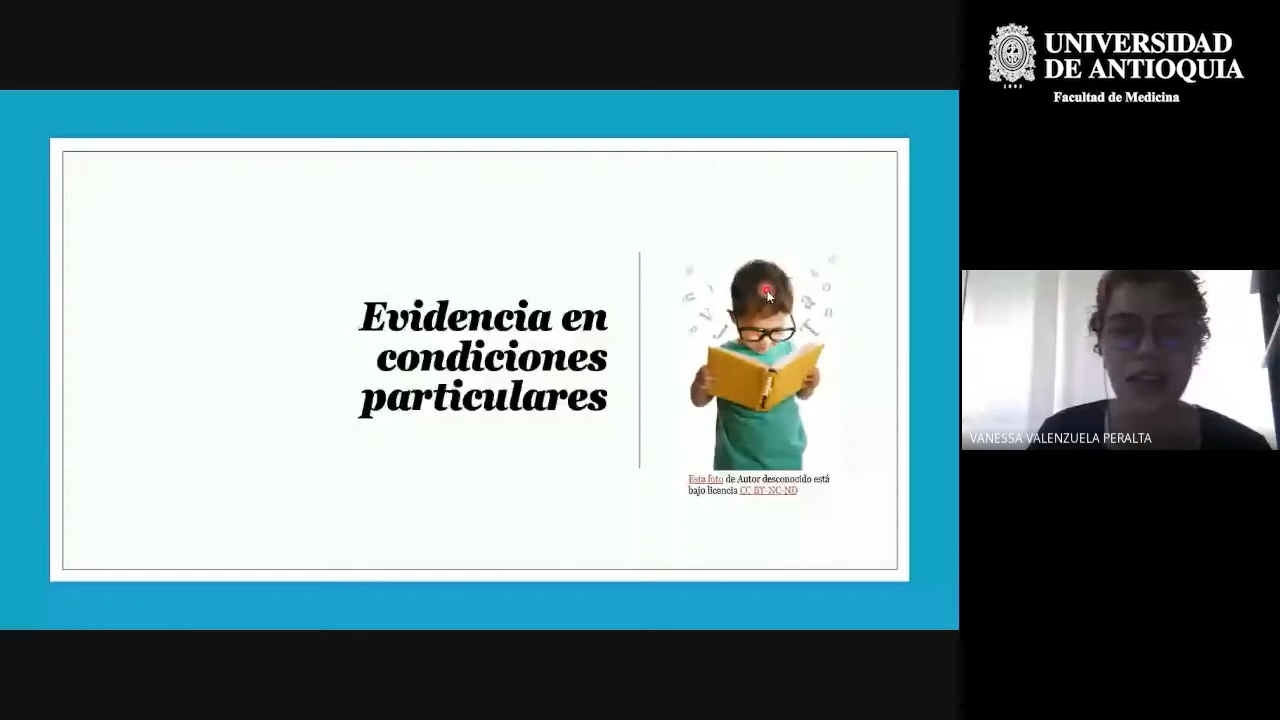 UNIVERSIDAD
DE ANTIOQUIA
1803
Facultad de Medicina
Evidencia en
condiciones
particulares
Esta foto de Autor desconocido está
bajo licencia CC BY-NC-ND
VANESSA VALENZUELA PERALTA